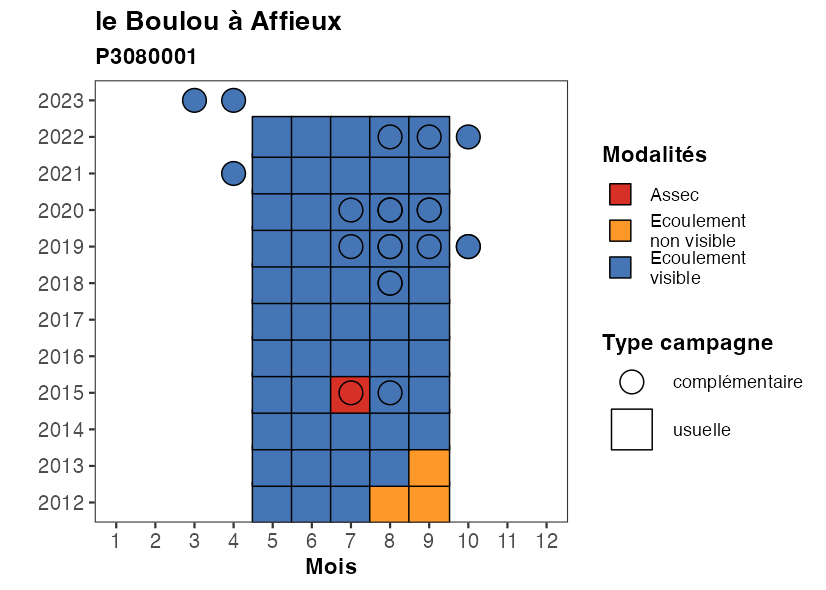 le Boulou à Affieux
P3080001
2023
2022
2021
2020
2019
2018
2017
2016
2015
2014
2013
2012
1 2 3 4 5 6 7 8 9 10 11 12
Mois
Modalités
Assec
Ecoulement
non visible
Ecoulement
visible
Type campagne
complémentaire
usuelle